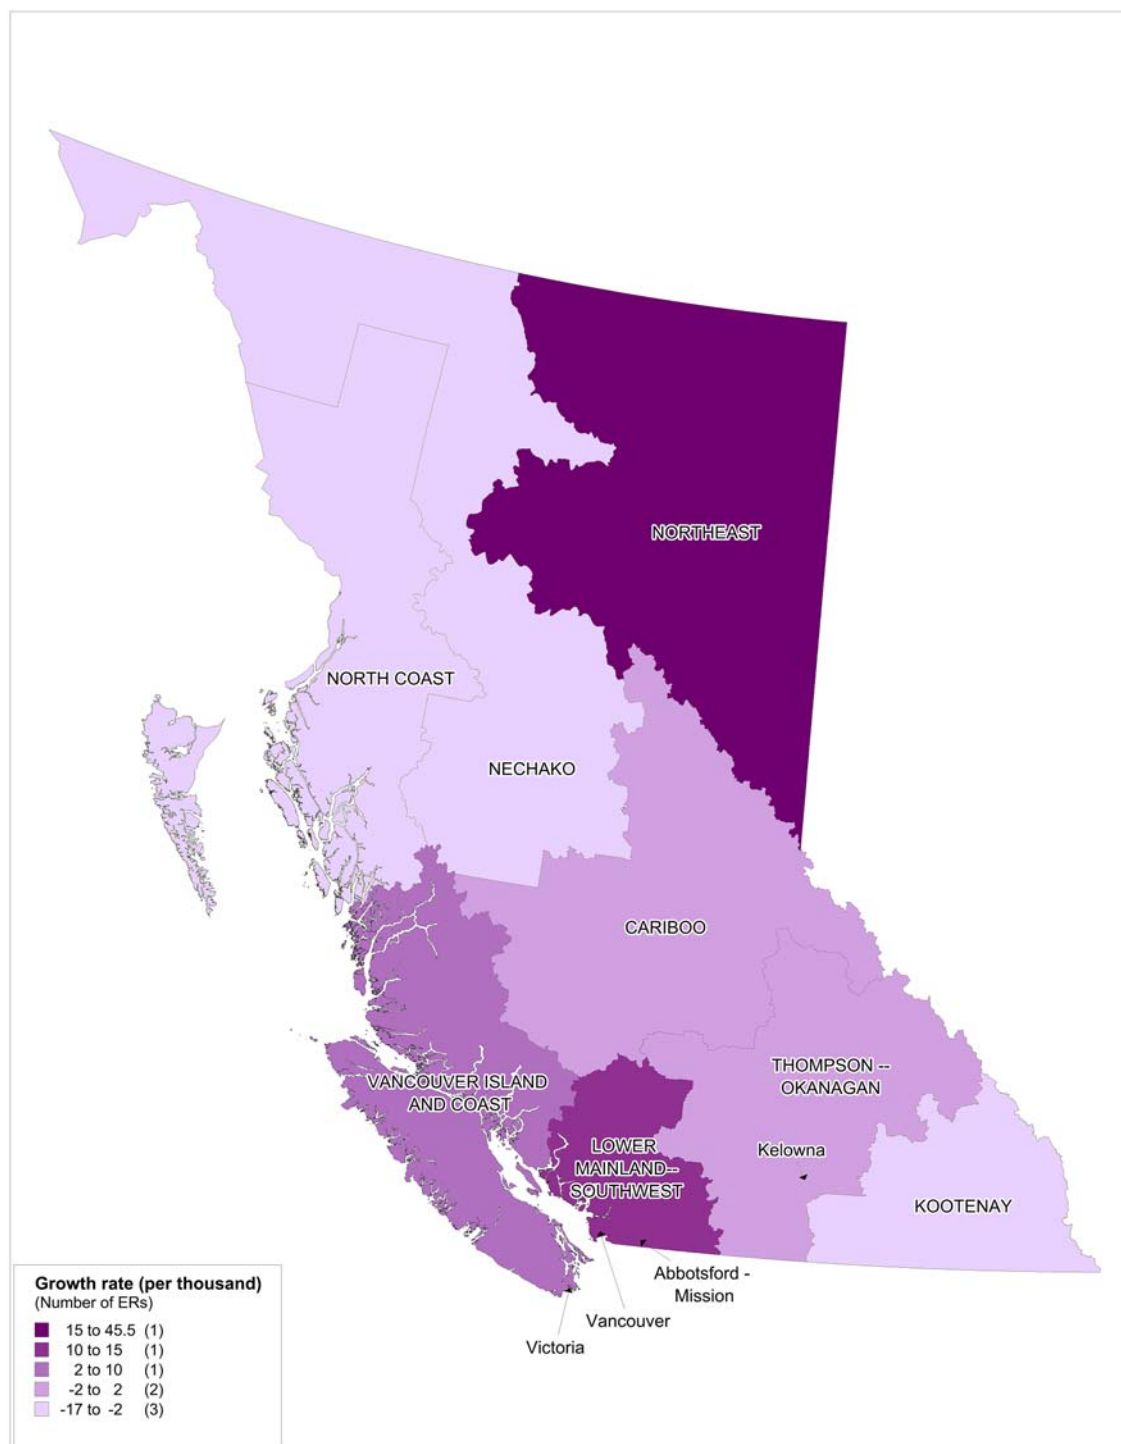 NORTHEAST
NORTH COAST
NECHAKO
CARIBOO
THOMPSON --
OKANAGAN
VANCOUVER ISLAND
AND COAST
LOWER
MAINLAND--
SOUTHWEST
Kelowna
KOOTENAY
Abbotsford -
Mission
Vancouver
Victoria
Growth rate (per thousand)
(Number of ERs)
15 to 45.5 (1)
10 to 15 (1)
2 to 10 (1)
-2 to 2 (2)
-17 to -2 (3)